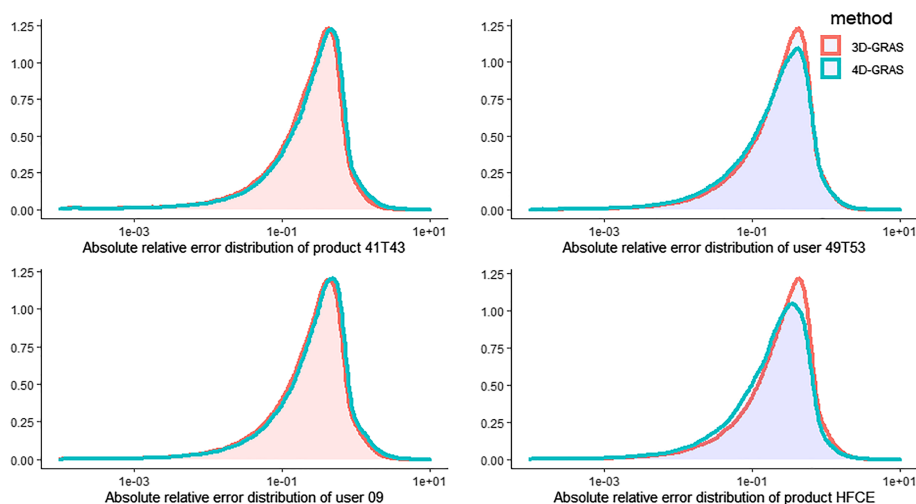 method
3D-GRAS
4D-GRAS
1.25
1.00
0.75
0.50
0.25
0.00
1e-03
1e-01
1e+01
Absolute relative error distribution of product 41T43
1.25
1.00
0.75
0.50
0.25
0.00
1e-03
1e-01
1e+01
Absolute relative error distribution of user 49T53
1.25
1.00
0.75
0.50
0.25
0.00
1e-03
1e-01
1e+01
Absolute relative error distribution of user 09
1.25
1.00
0.75
0.50
0.25
0.00
1e-03
1e-01
1e+01
Absolute relative error distribution of product HFCE